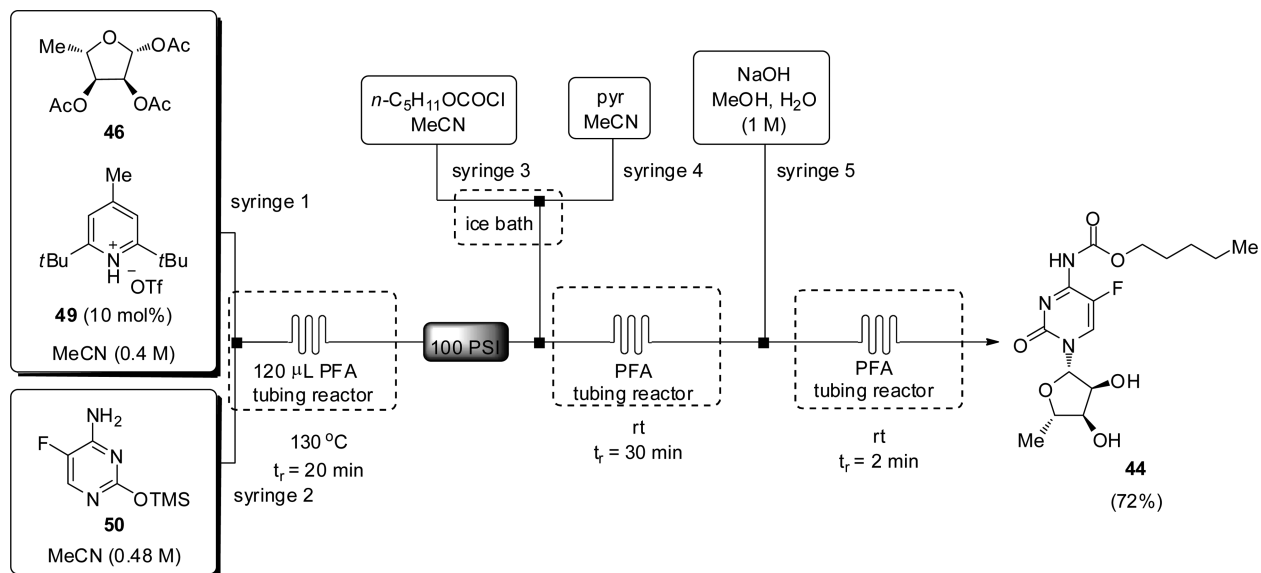 Me
O
OAc
AcO
OAc
46
Me
tBu
N
+
H
tBu
−
OTf
49 (10 mol%)
MeCN (0.4 M)
NH2
F
N
N
OTMS
50
MeCN (0.48 M)
syringe 1
syringe 2
120 μL PFA
tubing reactor
130 oC
tr = 20 min
100 PSI
n-C5H11OCOCl
MeCN
syringe 3
pyr
MeCN
syringe 4
ice bath
PFA
tubing reactor
rt
tr = 30 min
NaOH
MeOH, H2O
(1 M)
syringe 5
PFA
tubing reactor
rt
tr = 2 min
O
HN
O
Me
F
N
O
N
O
OH
Me
OH
44
(72%)